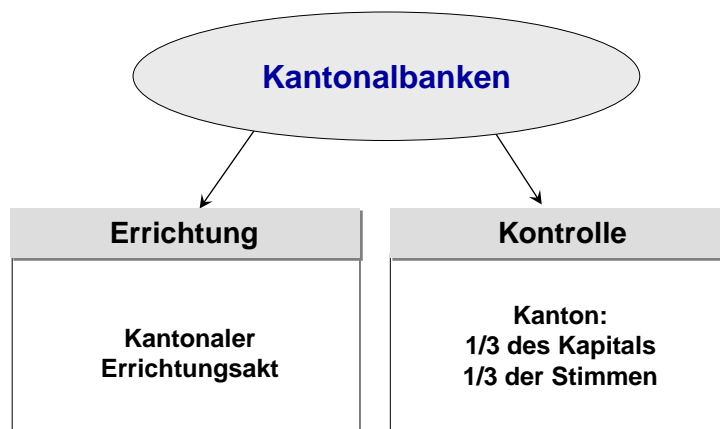 Kantonalbanken
Errichtung
Kantonaler
Errichtungsakt
Kontrolle
Kanton:
1/3 des Kapitals
1/3 der Stimmen